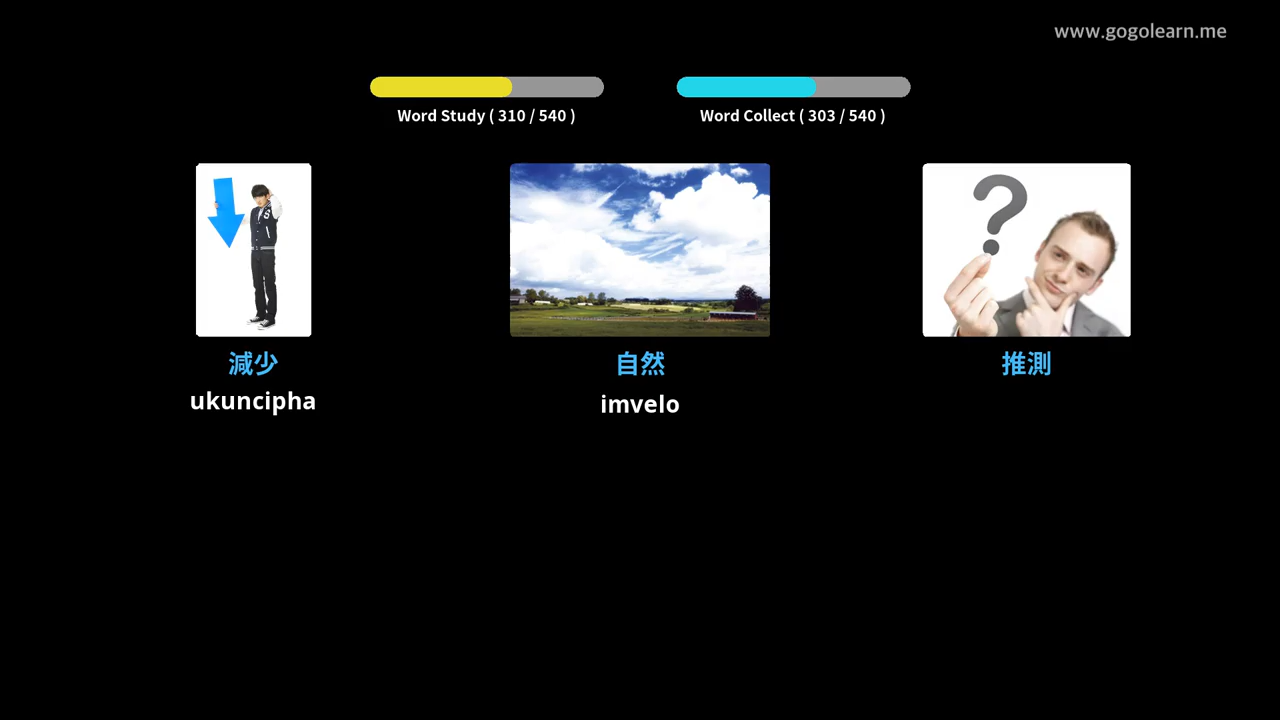 www.gogolearn.me
Word Study ( 310 / 540 )
Word Collect ( 303 / 540 )
減少
ukuncipha
自然
imvelo
推測